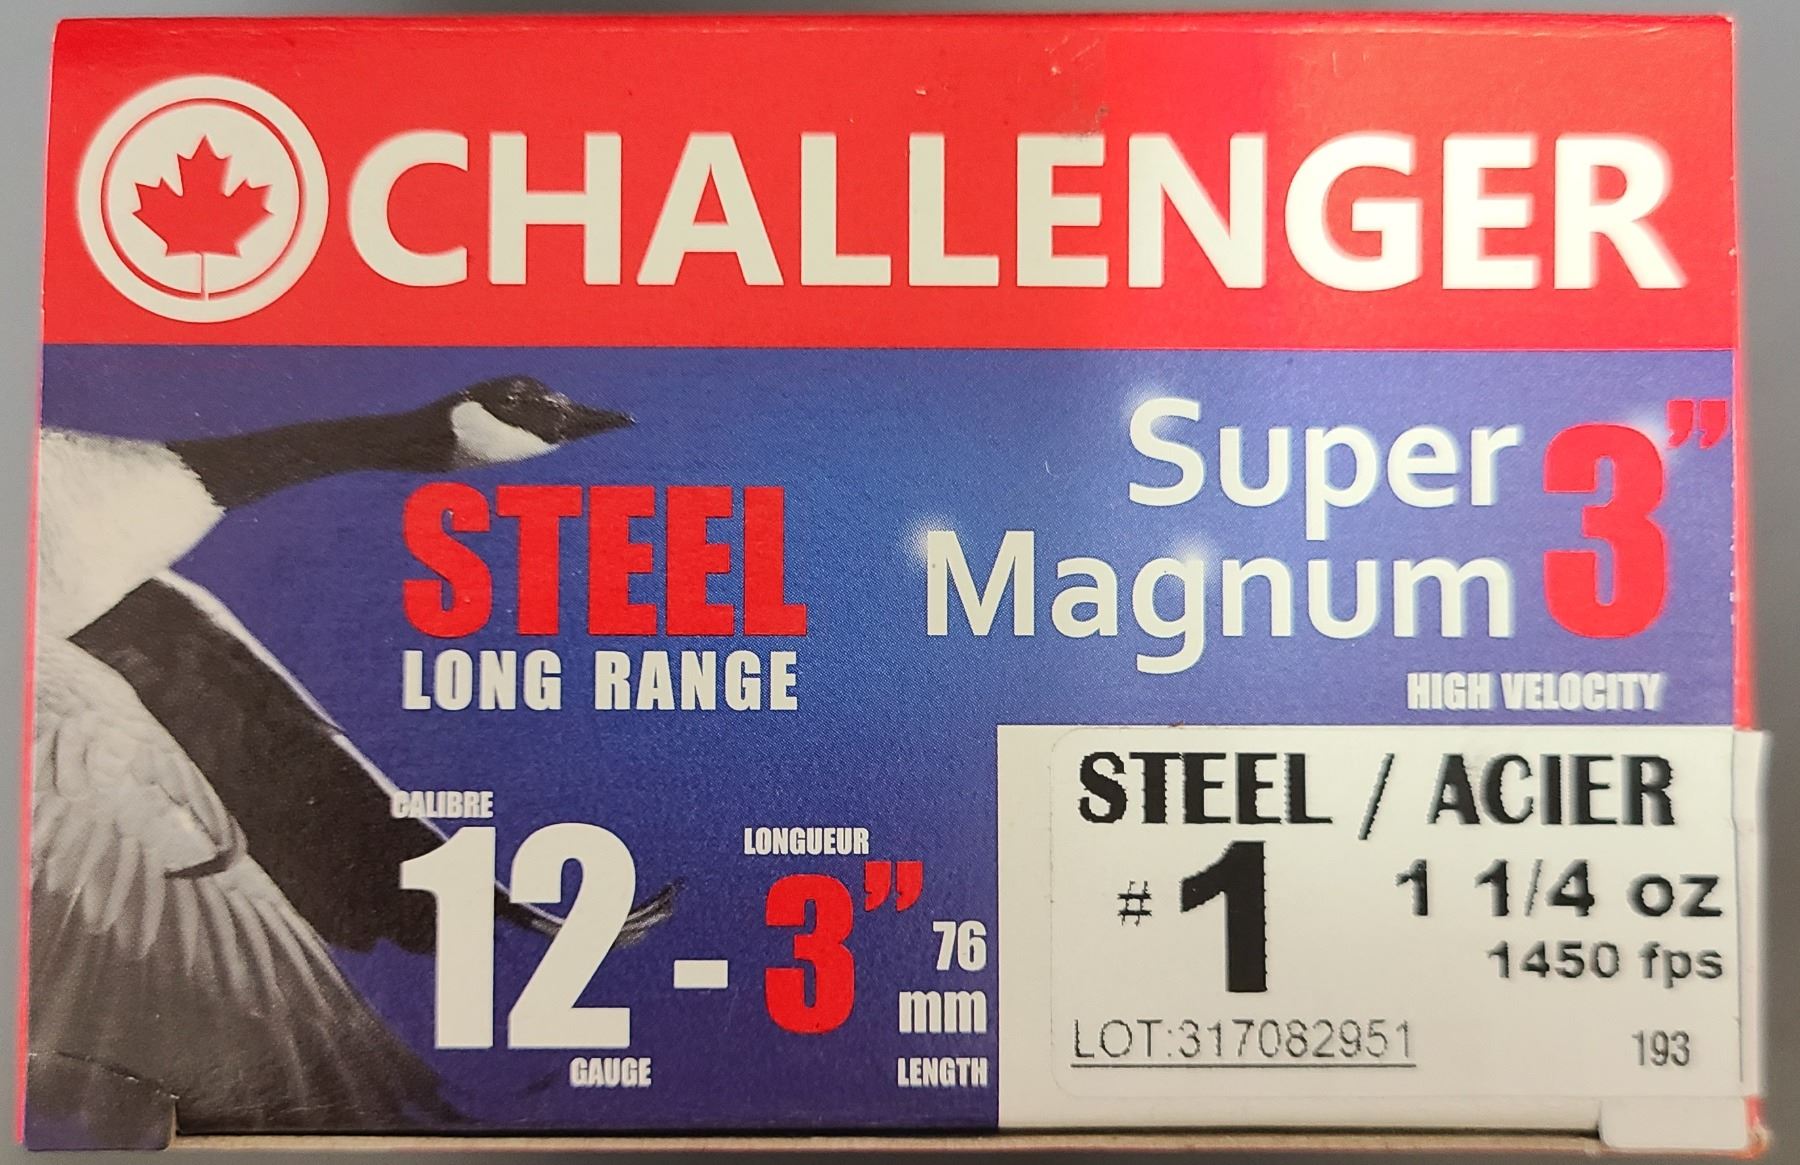 CHALLENGER
Super
Magnum 3”
HIGH VELOCITY
STEEL
LONG RANGE
CALIBRE
12 - 3”
GAUGE
LONGUEUR
76
mm
LENGTH
STEEL / ACIER
#1 1 1/4 oz
1450 fps
LOT:317082951 193